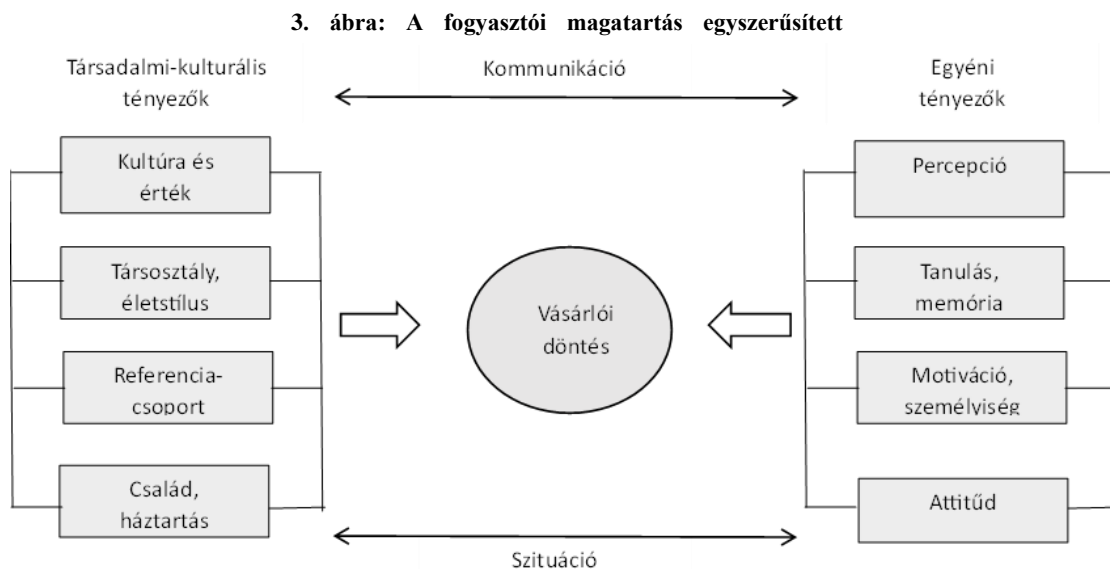 3. ábra: A fogyasztói magatartás egyszerűsített
Társadalmi-kulturális
tényezők
Kommunikáció
Egyéni
tényezők
Kultúra és
érték
Társosztály,
életstílus
Referencia-
csoport
Család,
háztartás
Vásárlói
döntés
Percepció
Tanulás,
memória
Motiváció,
személyiség
Attitűd
Szituáció